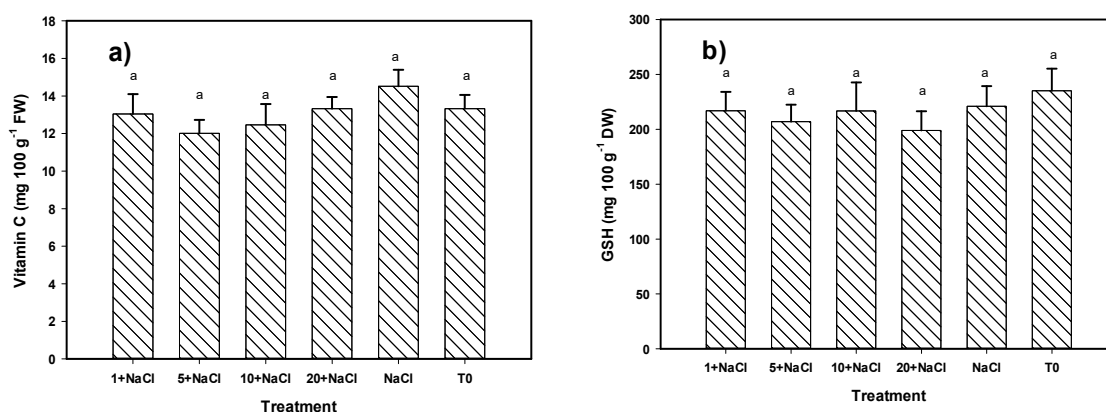 a)
Vitamin C (mg 100 g⁻¹ FW)
18
16
14
12
10
8
6
4
2
0
a
a
a
a
a
a
1+NaCl 5+NaCl 10+NaCl 20+NaCl NaCl T0
Treatment
b)
GSH (mg 100 g⁻¹ DW)
300
250
200
150
100
50
0
a
a
a
a
a
a
1+NaCl 5+NaCl 10+NaCl 20+NaCl NaCl T0
Treatment